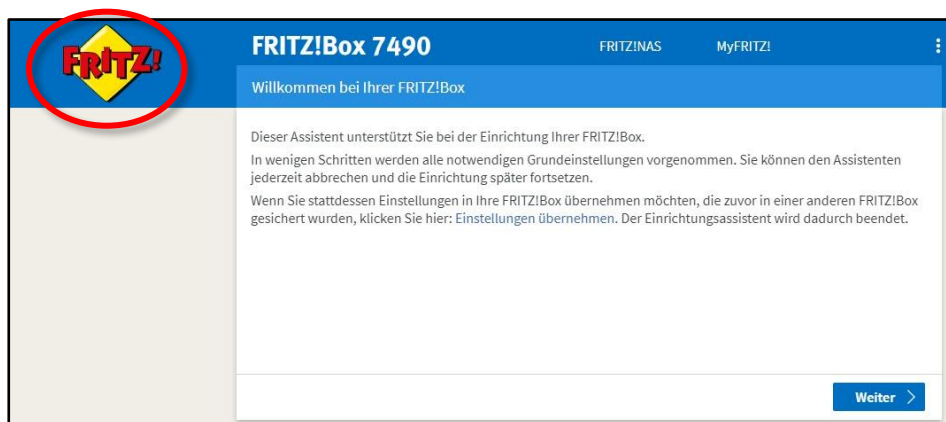 FRITZ!
FRITZ!Box 7490
FRITZ!NAS
MyFRITZ!
Willkommen bei Ihrer FRITZ!Box
Dieser Assistent unterstützt Sie bei der Einrichtung Ihrer FRITZ!Box.
In wenigen Schritten werden alle notwendigen Grundeinstellungen vorgenommen. Sie können den Assistenten
jederzeit abbrechen und die Einrichtung später fortsetzen.
Wenn Sie stattdessen Einstellungen in Ihre FRITZ!Box übernehmen möchten, die zuvor in einer anderen FRITZ!Box
gesichert wurden, klicken Sie hier: Einstellungen übernehmen. Der Einrichtungsassistent wird dadurch beendet.
Weiter